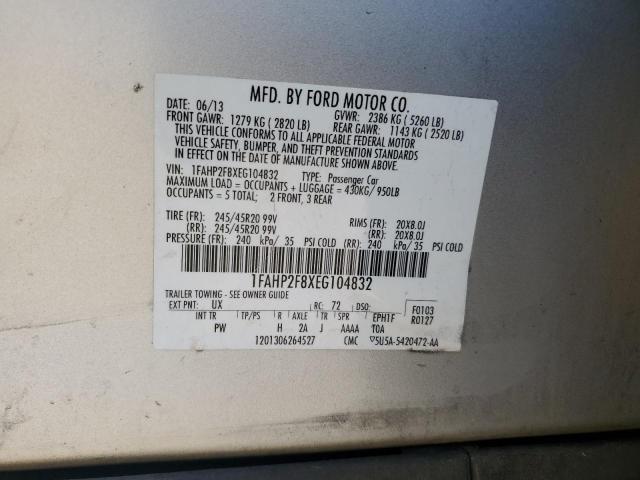 MFD. BY FORD MOTOR CO.
DATE: 06/13 GVWR: 2386 KG (5260 LB)
FRONT GAWR: 1279 KG (2820 LB) REAR GAWR: 1143 KG (2520 LB)
THIS VEHICLE CONFORMS TO ALL APPLICABLE FEDERAL MOTOR
VEHICLE SAFETY, BUMPER, AND THEFT PREVENTION STANDARDS
IN EFFECT ON THE DATE OF MANUFACTURE SHOWN ABOVE.
VIN: 1FAHP2F8XEG104832 TYPE: Passenger Car
MAXIMUM LOAD = OCCUPANTS + LUGGAGE = 430KG/950LB
OCCUPANTS = 5 TOTAL; 2 FRONT, 3 REAR
TIRE (FR): 245/45R20 99V RIMS (FR): 20X8.0J
(RR): 245/45R20 99V (RR): 20X8.0J
PRESSURE (FR): 240 kPa/ 35 PSI COLD (RR): 240 kPa/ 35 PSI COLD
1FAHP2F8XEG104832
TRAILER TOWING - SEE OWNER GUIDE
EXT PNT: UX RC: 72 DSO: F0103
INT TR TP/PS R AXLE TR SPR EPH1F R0127
PW H 2A J AAAA TOA
1201306264527 CMC 5U5A-5420472-AA